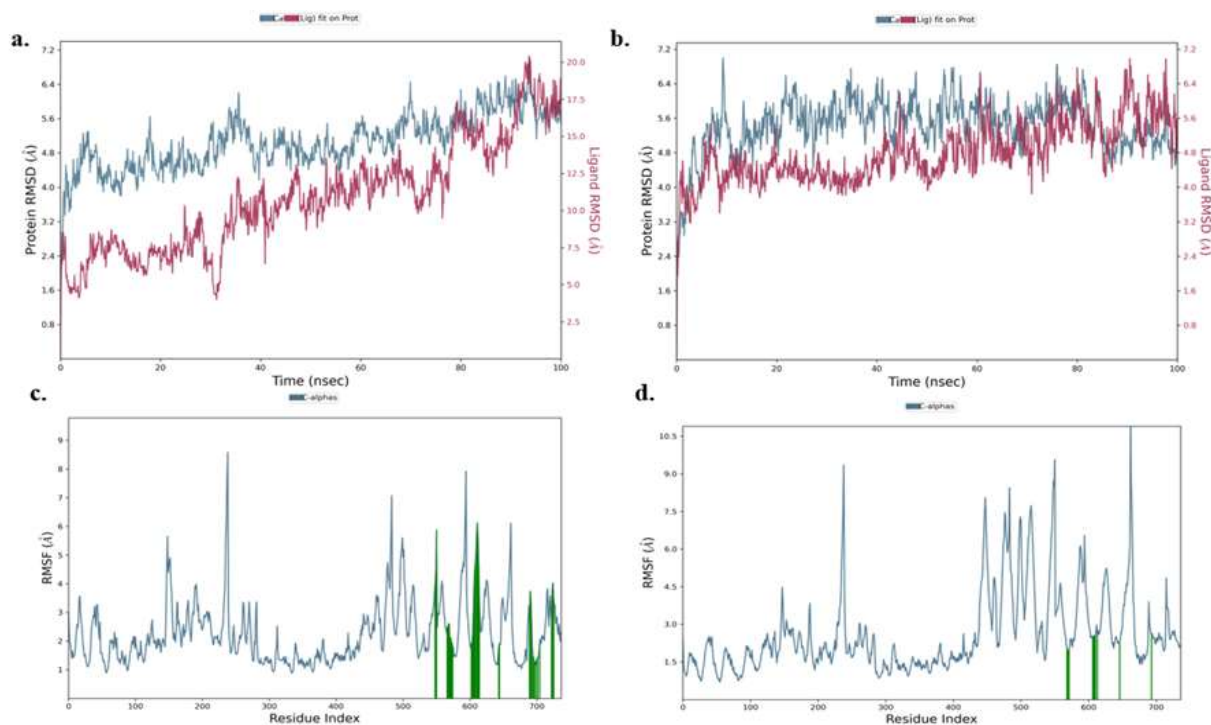 a.
(Lig) fit on Prot
Protein RMSD (Å)
7.2
6.4
5.6
4.8
4.0
3.2
2.4
1.6
0.8
Ligand RMSD (Å)
20.0
17.5
15.0
12.5
10.0
7.5
5.0
2.5
0 20 40 60 80 100
Time (nsec)
b.
(Lig) fit on Prot
Protein RMSD (Å)
7.2
6.4
5.6
4.8
4.0
3.2
2.4
1.6
0.8
Ligand RMSD (Å)
7.2
6.4
5.6
4.8
4.0
3.2
2.4
1.6
0.8
0 20 40 60 80 100
Time (nsec)
c.
C-alphas
RMSF (Å)
9
8
7
6
5
4
3
2
1
0 100 200 300 400 500 600 700
Residue Index
d.
C-alphas
RMSF (Å)
10.5
9.0
7.5
6.0
4.5
3.0
1.5
0 100 200 300 400 500 600 700
Residue Index